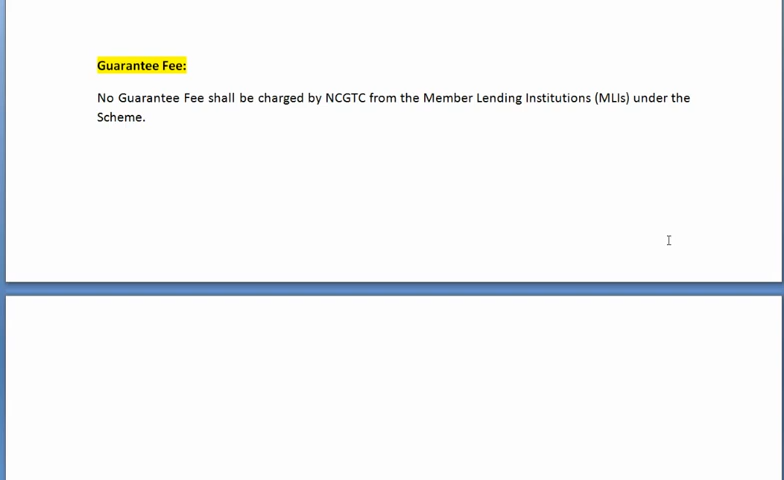 Guarantee Fee:
No Guarantee Fee shall be charged by NCGTC from the Member Lending Institutions (MLIs) under the
Scheme.